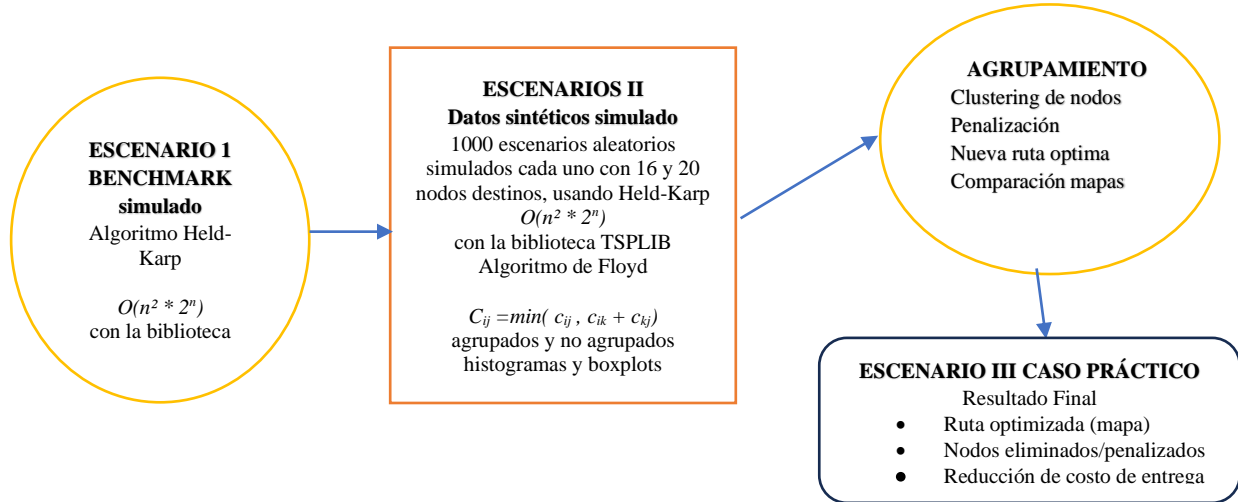 ESCENARIO 1
BENCHMARK
simulado
Algoritmo Held-
Karp
O(n² * 2ⁿ)
con la biblioteca
ESCENARIOS II
Datos sintéticos simulado
1000 escenarios aleatorios
simulados cada uno con 16 y 20
nodos destinos, usando Held-Karp
O(n² * 2ⁿ)
con la biblioteca TSPLIB
Algoritmo de Floyd
Cᵢⱼ =min( cᵢⱼ , cᵢₖ + cₖⱼ)
agrupados y no agrupados
histogramas y boxplots
AGRUPAMIENTO
Clustering de nodos
Penalización
Nueva ruta optima
Comparación mapas
ESCENARIO III CASO PRÁCTICO
Resultado Final
• Ruta optimizada (mapa)
• Nodos eliminados/penalizados
• Reducción de costo de entrega